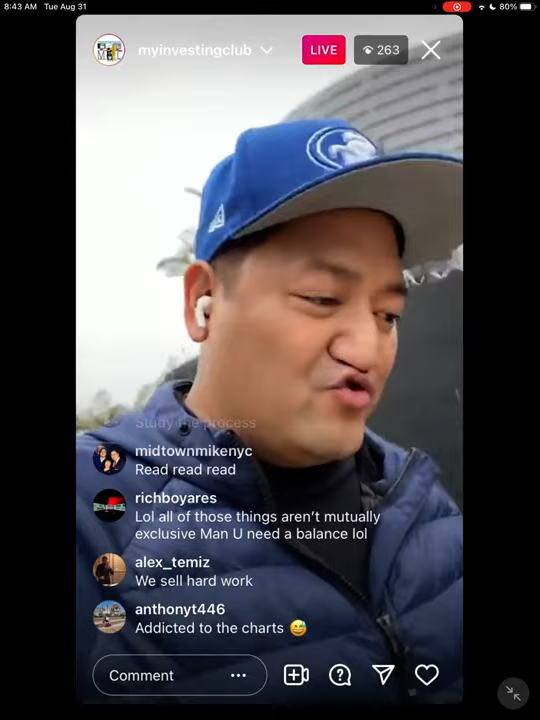 8:43 AM Tue Aug 31
80%
myinvestingclub
LIVE
263
Study the process
midtownmikenyc
Read read read
richboyares
Lol all of those things aren’t mutually
exclusive Man U need a balance lol
alex_temiz
We sell hard work
anthonyt446
Addicted to the charts 😅
Comment